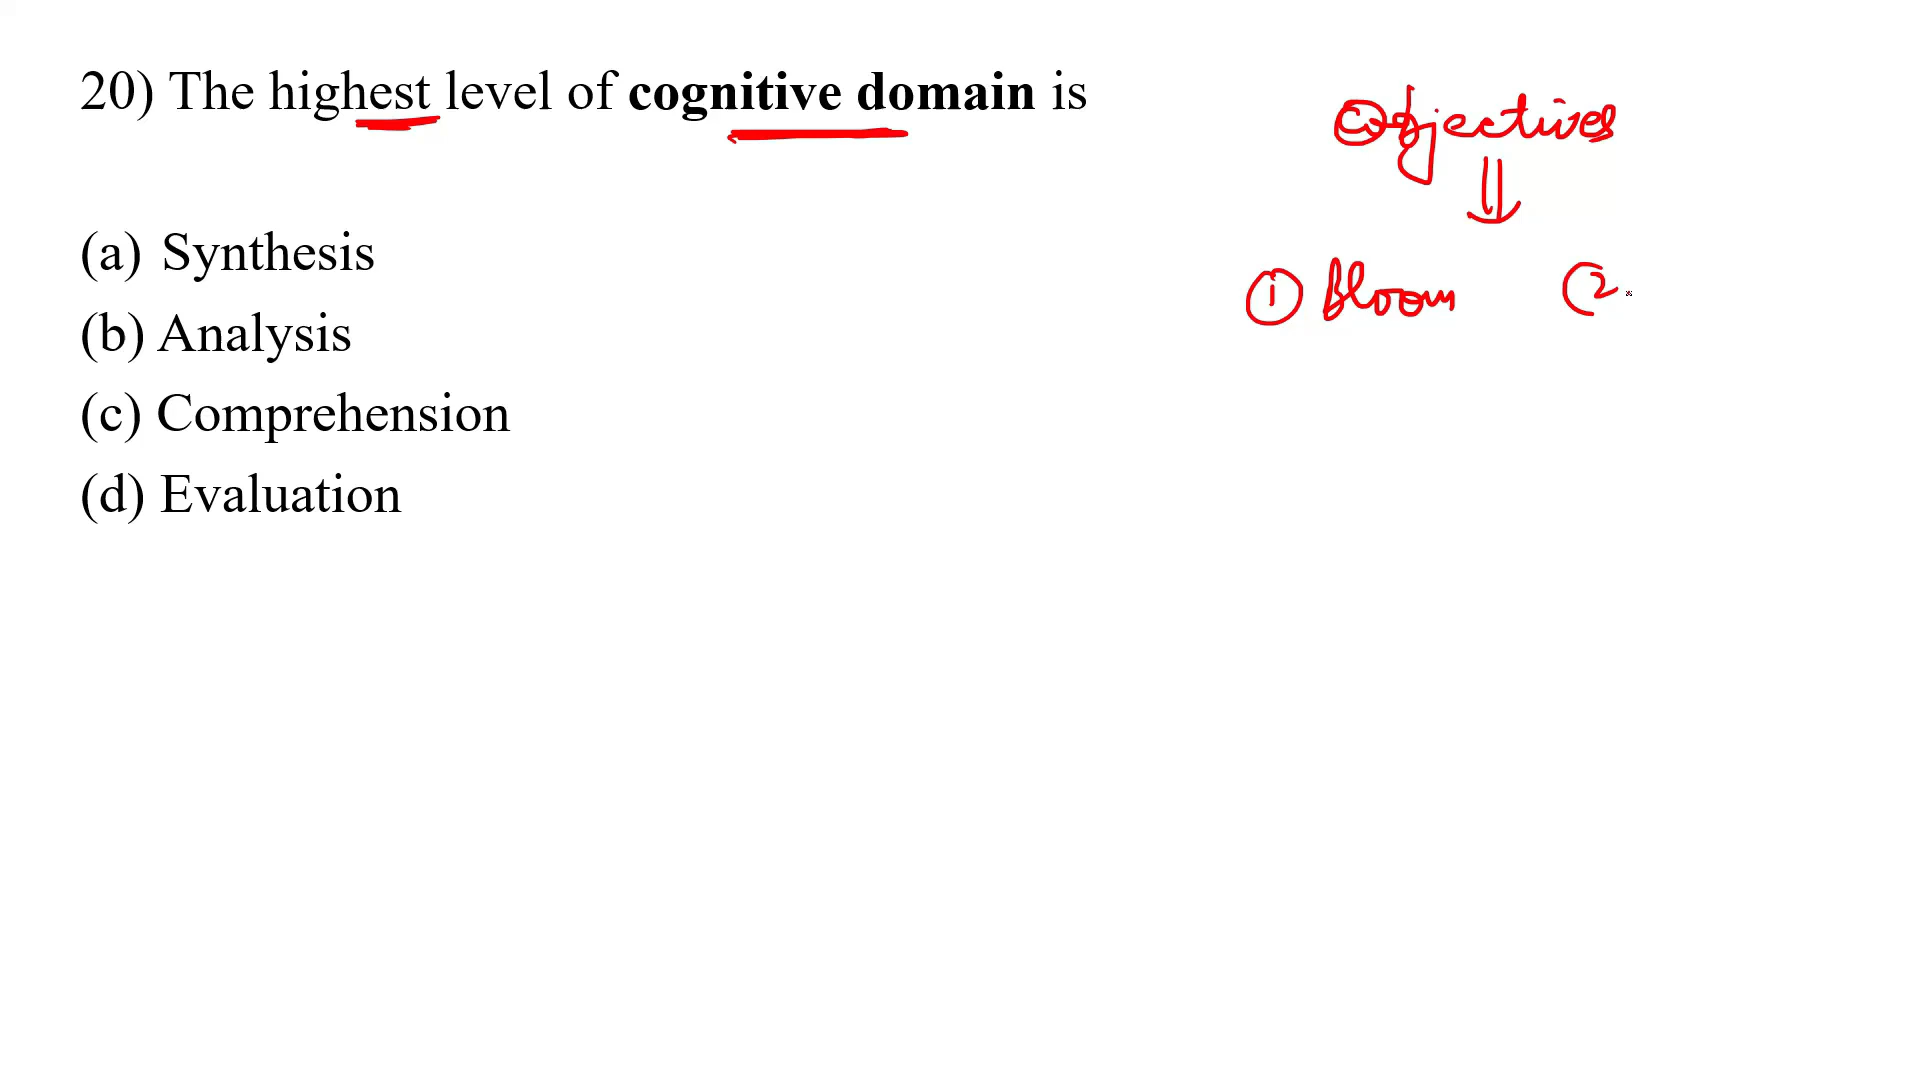 20) The highest level of cognitive domain is
(a) Synthesis
(b) Analysis
(c) Comprehension
(d) Evaluation
Objectives
1 Bloom 2